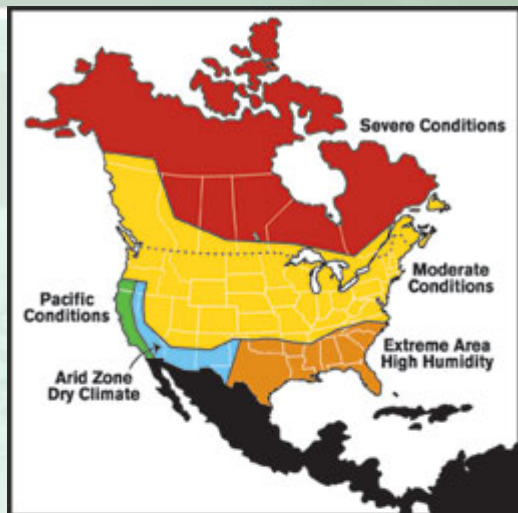 Severe Conditions
Moderate
Conditions
Pacific
Conditions
Extreme Area
High Humidity
Arid Zone
Dry Climate